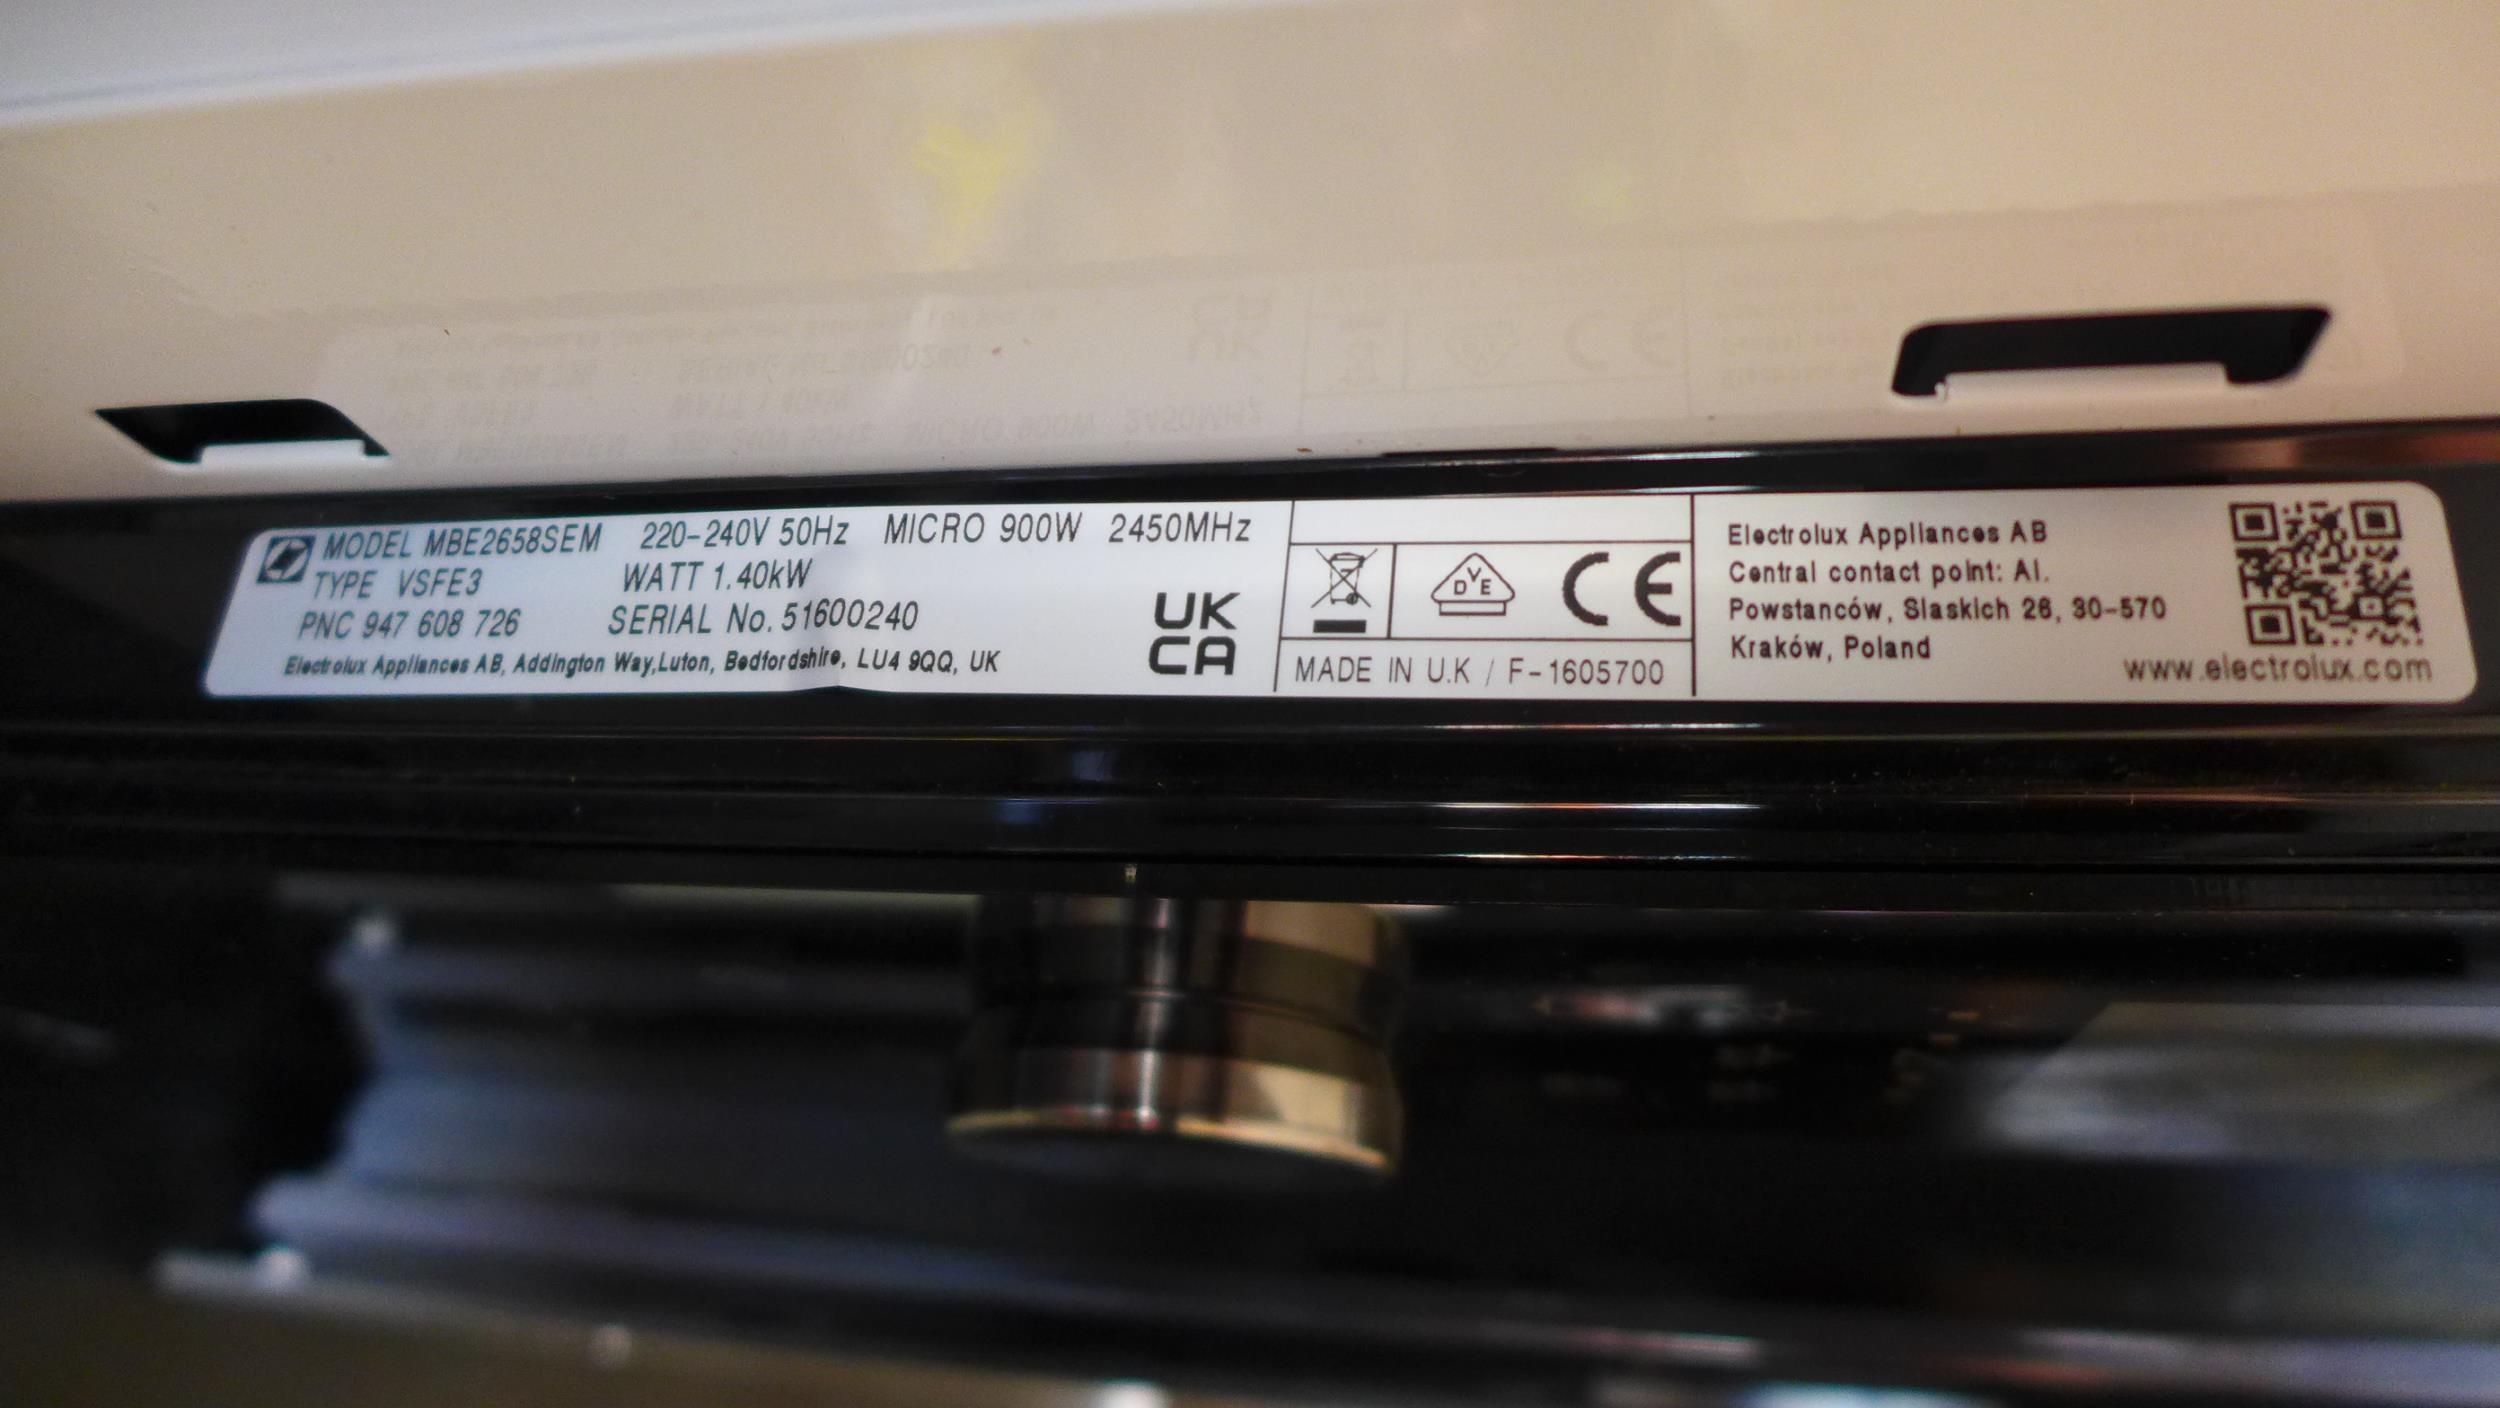 MODEL MBE2658SEM 220-240V 50Hz MICRO 900W 2450MHz
TYPE VSFE3 WATT 1.40kW
PNC 947 608 726 SERIAL No. 51600240
Electrolux Appliances AB, Addington Way,Luton, Bedfordshire, LU4 9QQ, UK
UK
CA
D V E
CE
MADE IN U.K / F-1605700
Electrolux Appliances AB
Central contact point: Al.
Powstanców, Slaskich 26, 30-570
Kraków, Poland
www.electrolux.com